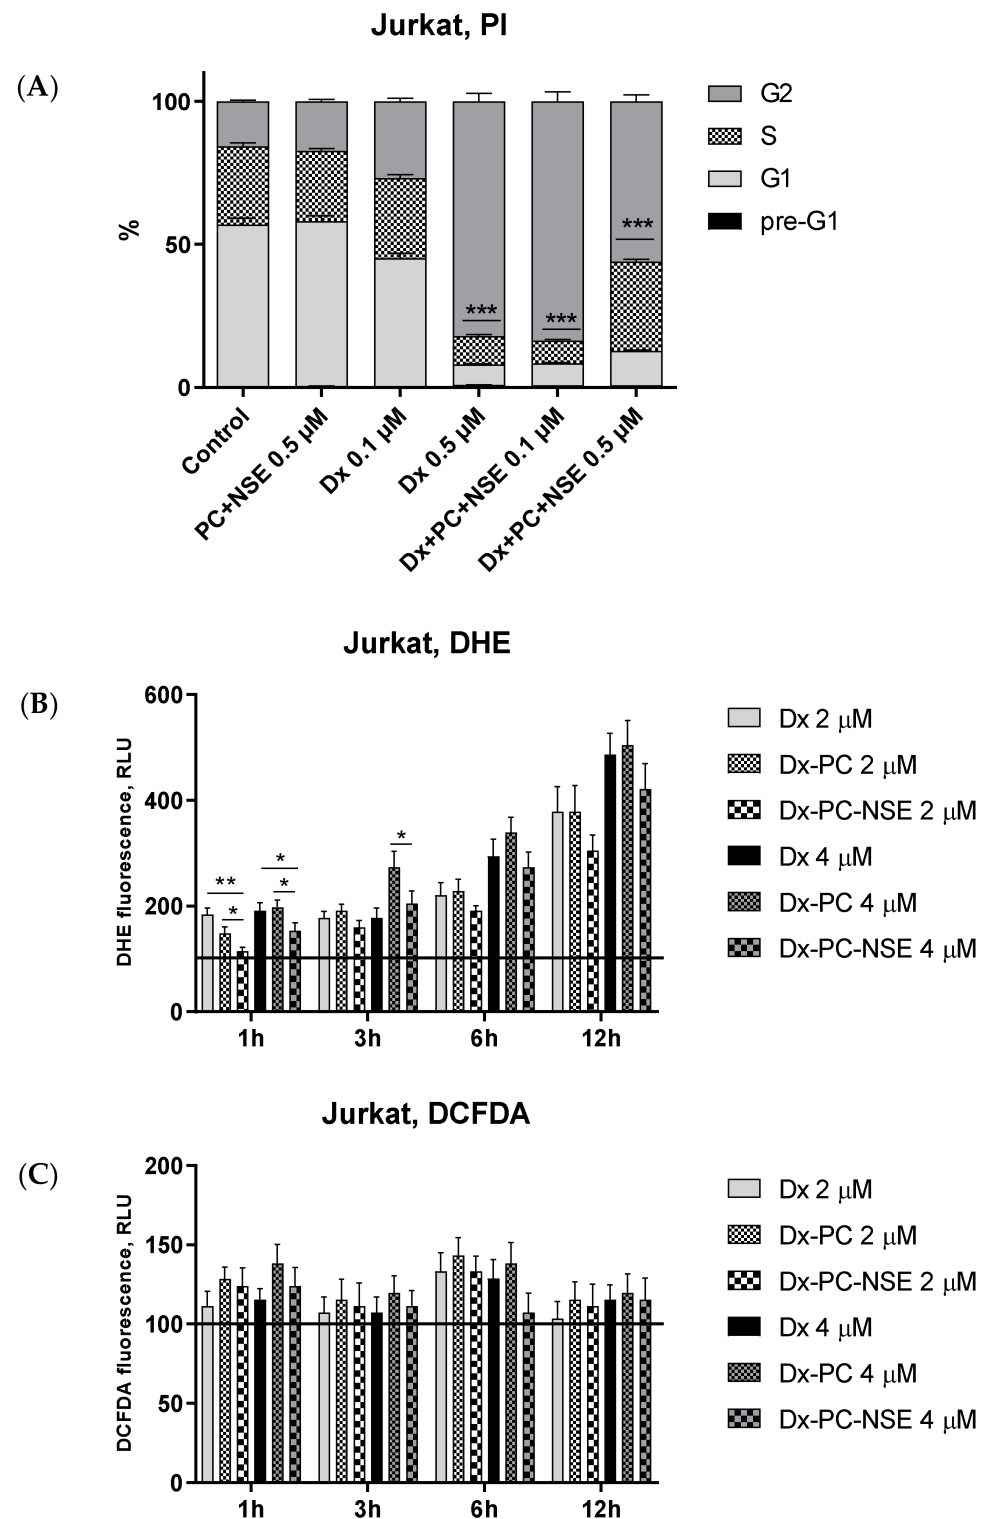 Jurkat, PI
(A)
%
100
50
0
***
***
***
G2
S
G1
pre-G1
Control
PC+NSE 0.5 µM
Dx 0.1 µM
Dx 0.5 µM
Dx+PC+NSE 0.1 µM
Dx+PC+NSE 0.5 µM
Jurkat, DHE
(B)
DHE fluorescence, RLU
600
400
200
0
**
*
*
*
*
1h
3h
6h
12h
Dx 2 µM
Dx-PC 2 µM
Dx-PC-NSE 2 µM
Dx 4 µM
Dx-PC 4 µM
Dx-PC-NSE 4 µM
Jurkat, DCFDA
(C)
DCFDA fluorescence, RLU
200
150
100
50
0
1h
3h
6h
12h
Dx 2 µM
Dx-PC 2 µM
Dx-PC-NSE 2 µM
Dx 4 µM
Dx-PC 4 µM
Dx-PC-NSE 4 µM